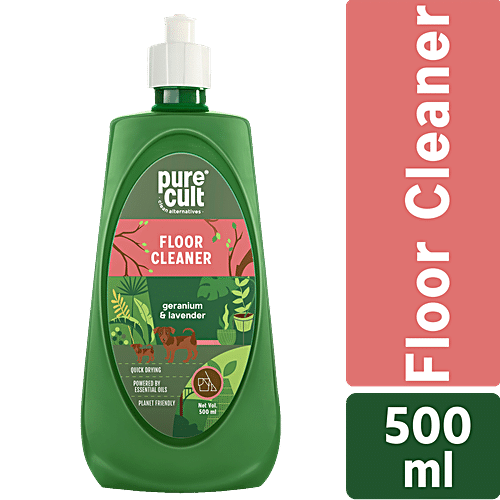 pure®
cult
- clean alternatives -
FLOOR
CLEANER
geranium
& lavender
QUICK DRYING
POWERED BY
ESSENTIAL OILS
PLANET FRIENDLY
Net Vol.
500 ml
Floor Cleaner
500
ml